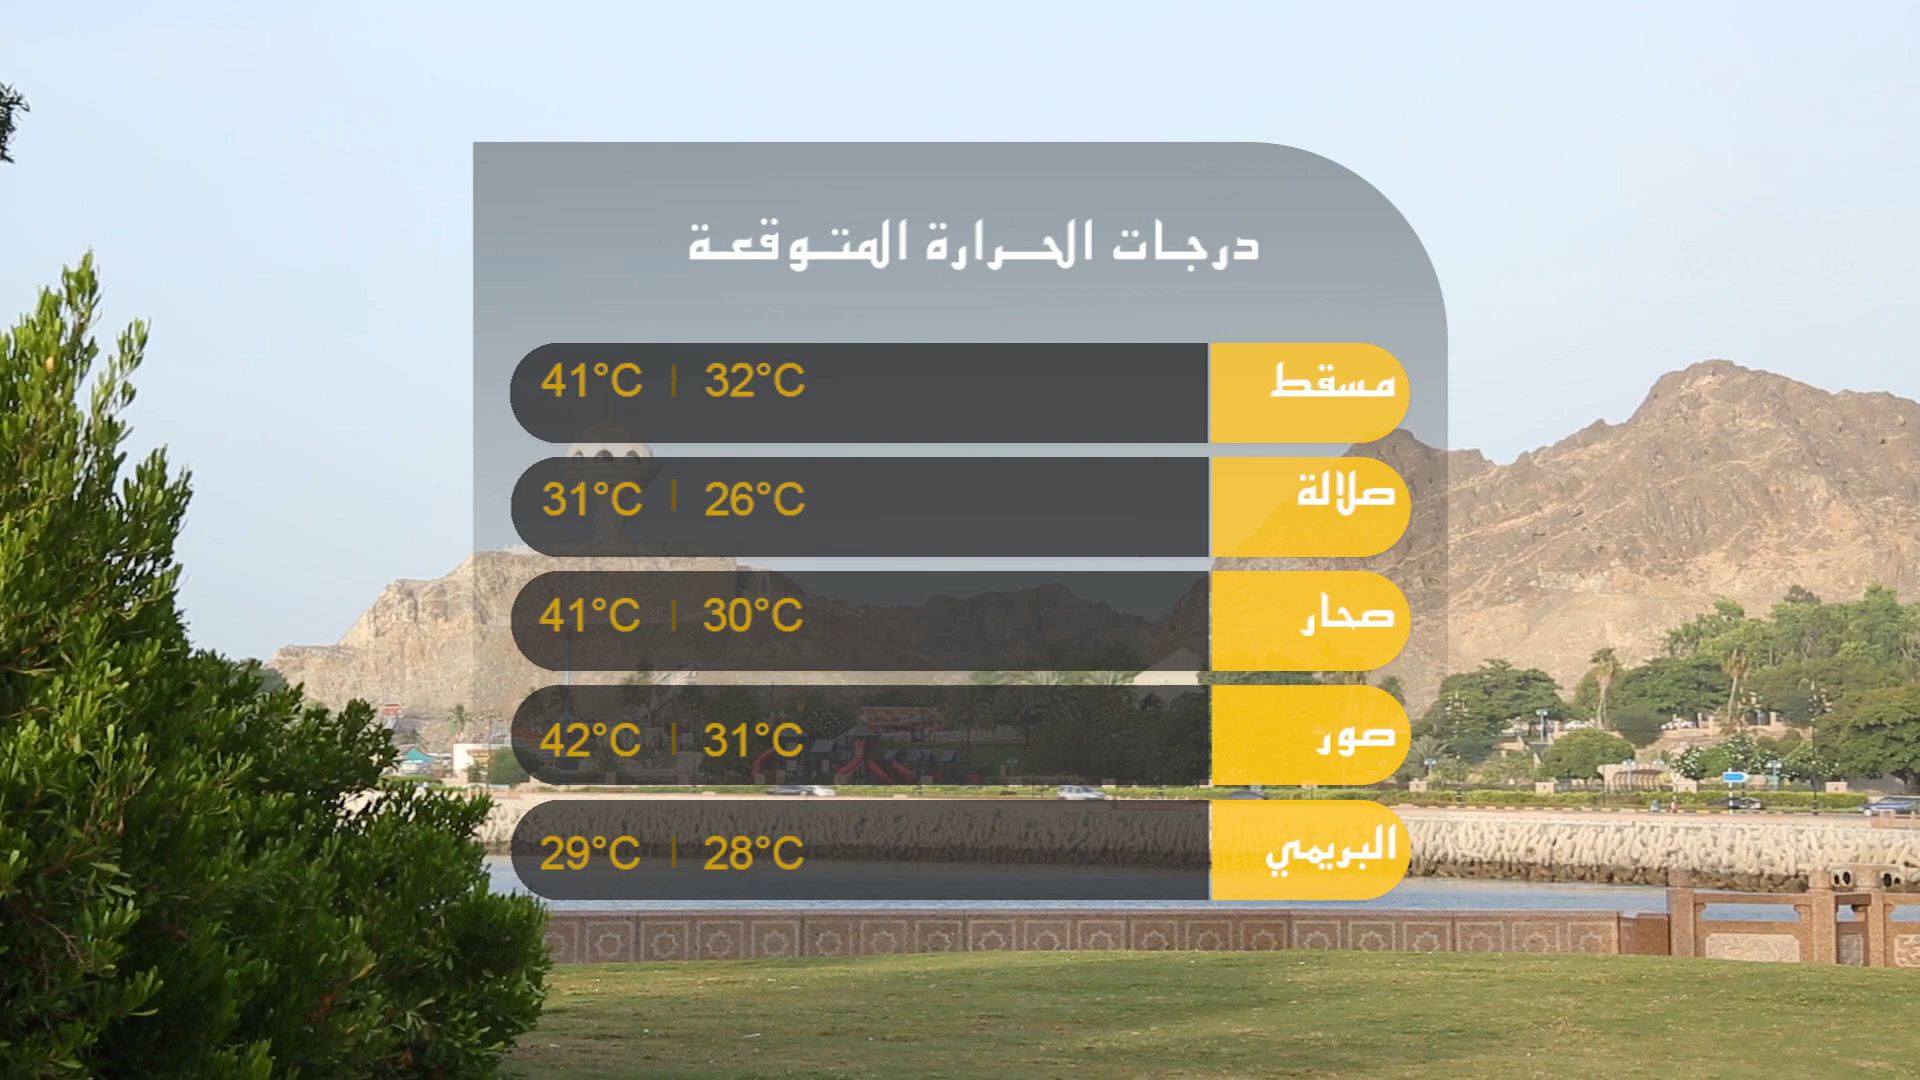 درجات الحرارة المتوقعة
مسقط 32°C | 41°C
صلالة 26°C | 31°C
صحار 30°C | 41°C
صور 31°C | 42°C
البريمي 28°C | 29°C